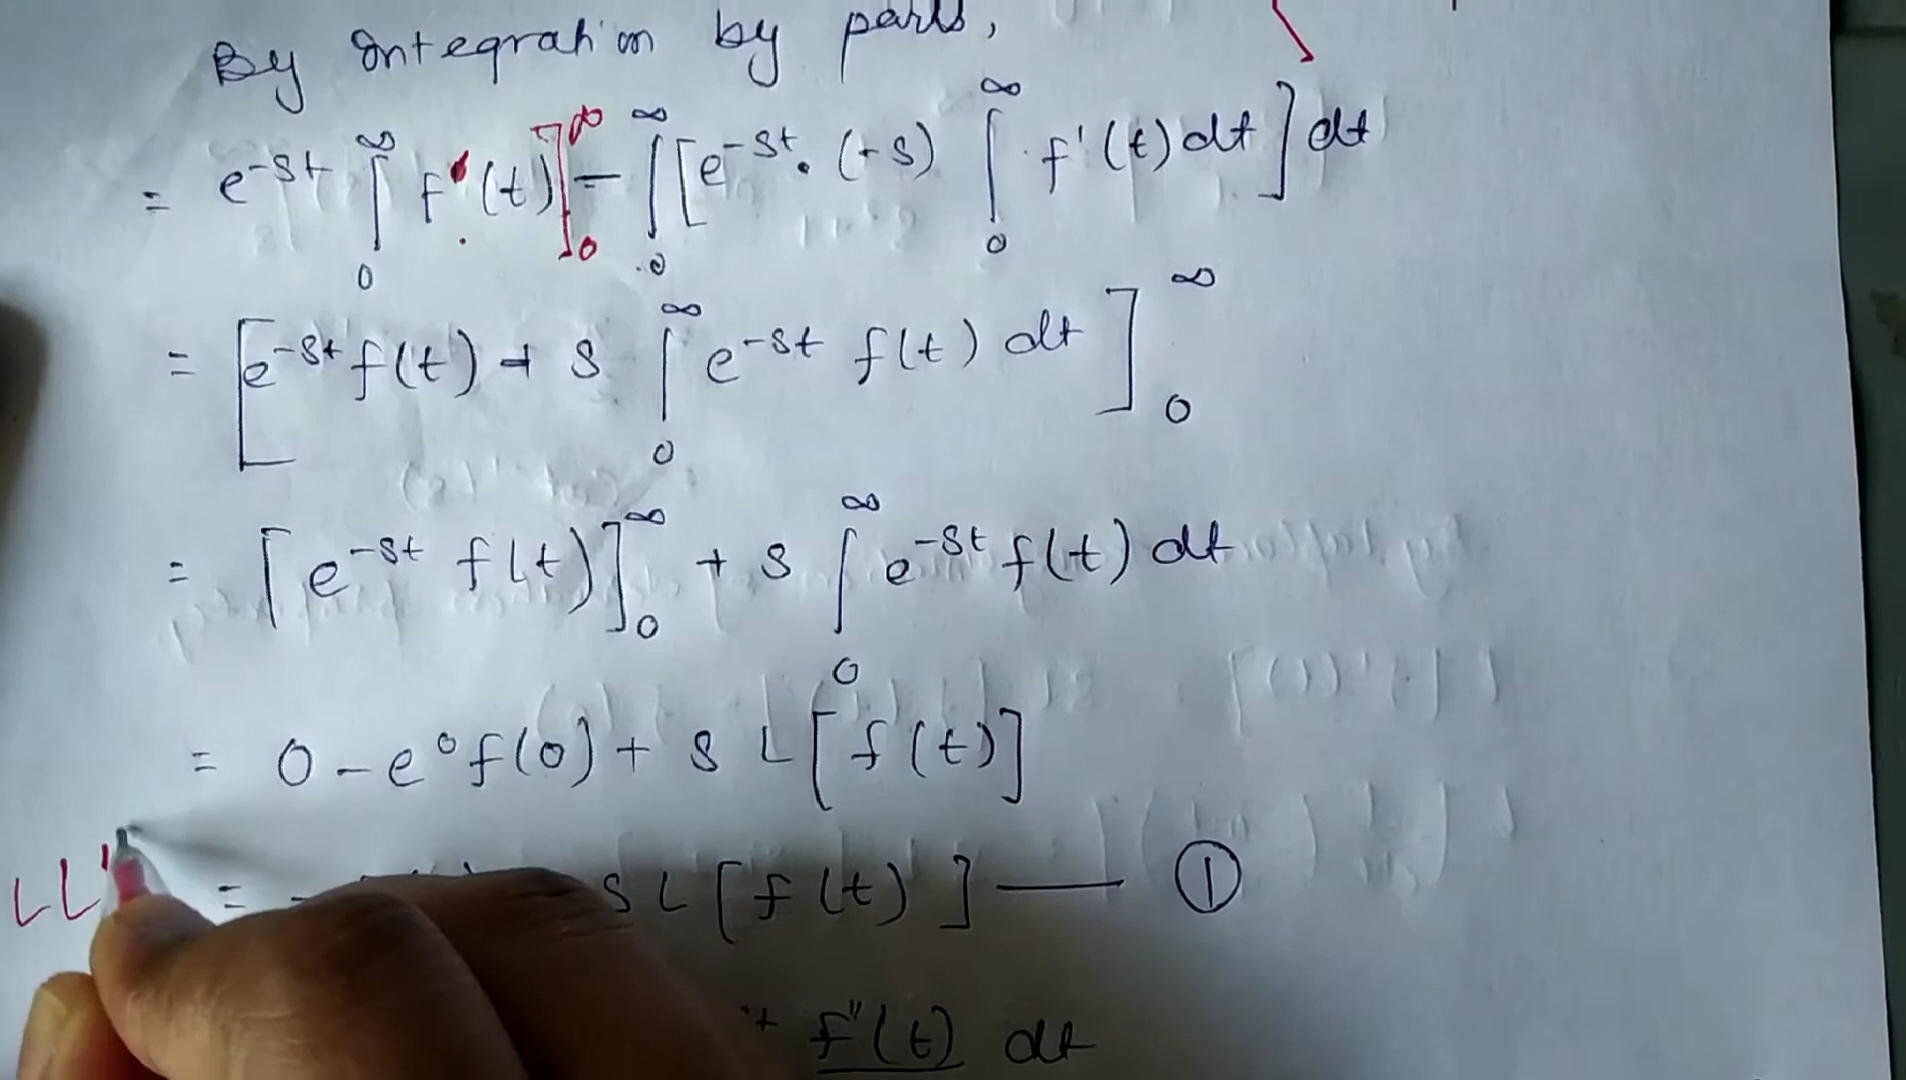 By Integration by parts,
= e^{-st} ∫_0^∞ f'(t)]_0^∞ - ∫_0^∞ [e^{-st}. (-s) ∫_0^∞ f'(t) dt] dt
= [e^{-st} f(t) + s ∫_0^∞ e^{-st} f(t) dt]_0^∞
= [e^{-st} f(t)]_0^∞ + s ∫_0^∞ e^{-st} f(t) dt
= 0 - e^0 f(0) + s L[f(t)]
= - s L[f(t)] — ①
f''(t) dt